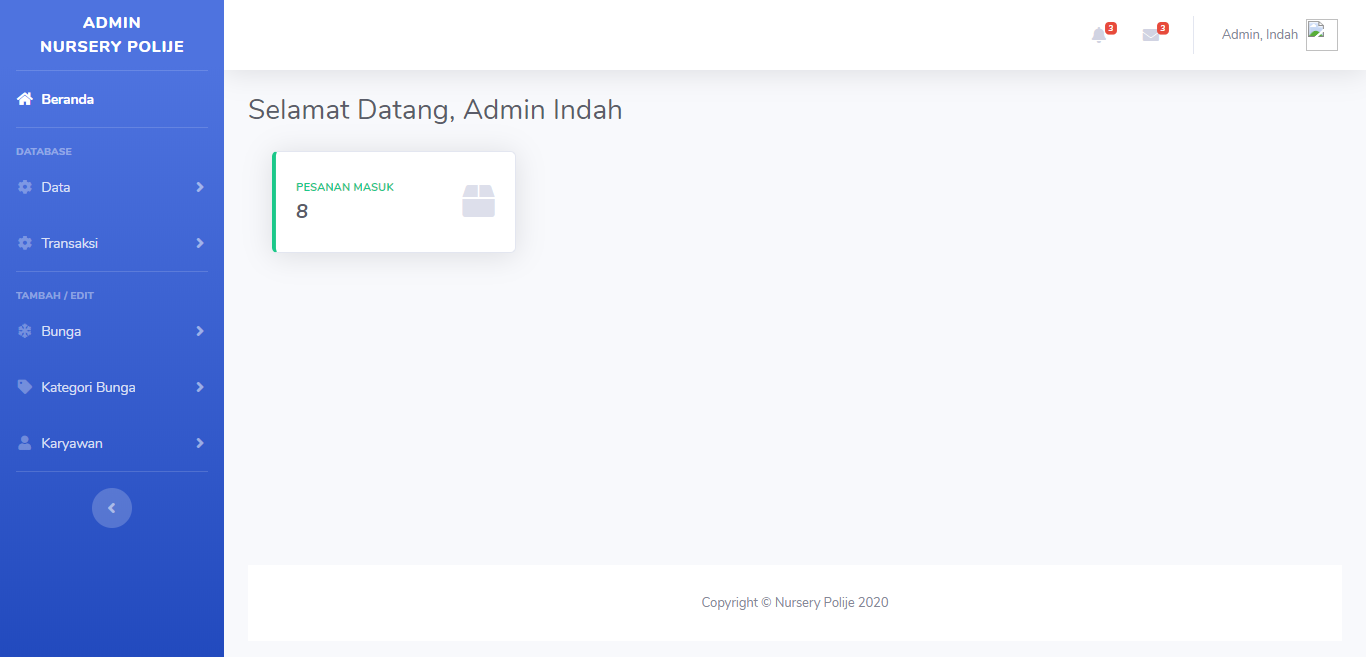 ADMIN
NURSERY POLIJE
Beranda
DATABASE
Data
Transaksi
TAMBAH / EDIT
Bunga
Kategori Bunga
Karyawan
3
3
Admin, Indah
Selamat Datang, Admin Indah
PESANAN MASUK
8
Copyright © Nursery Polije 2020